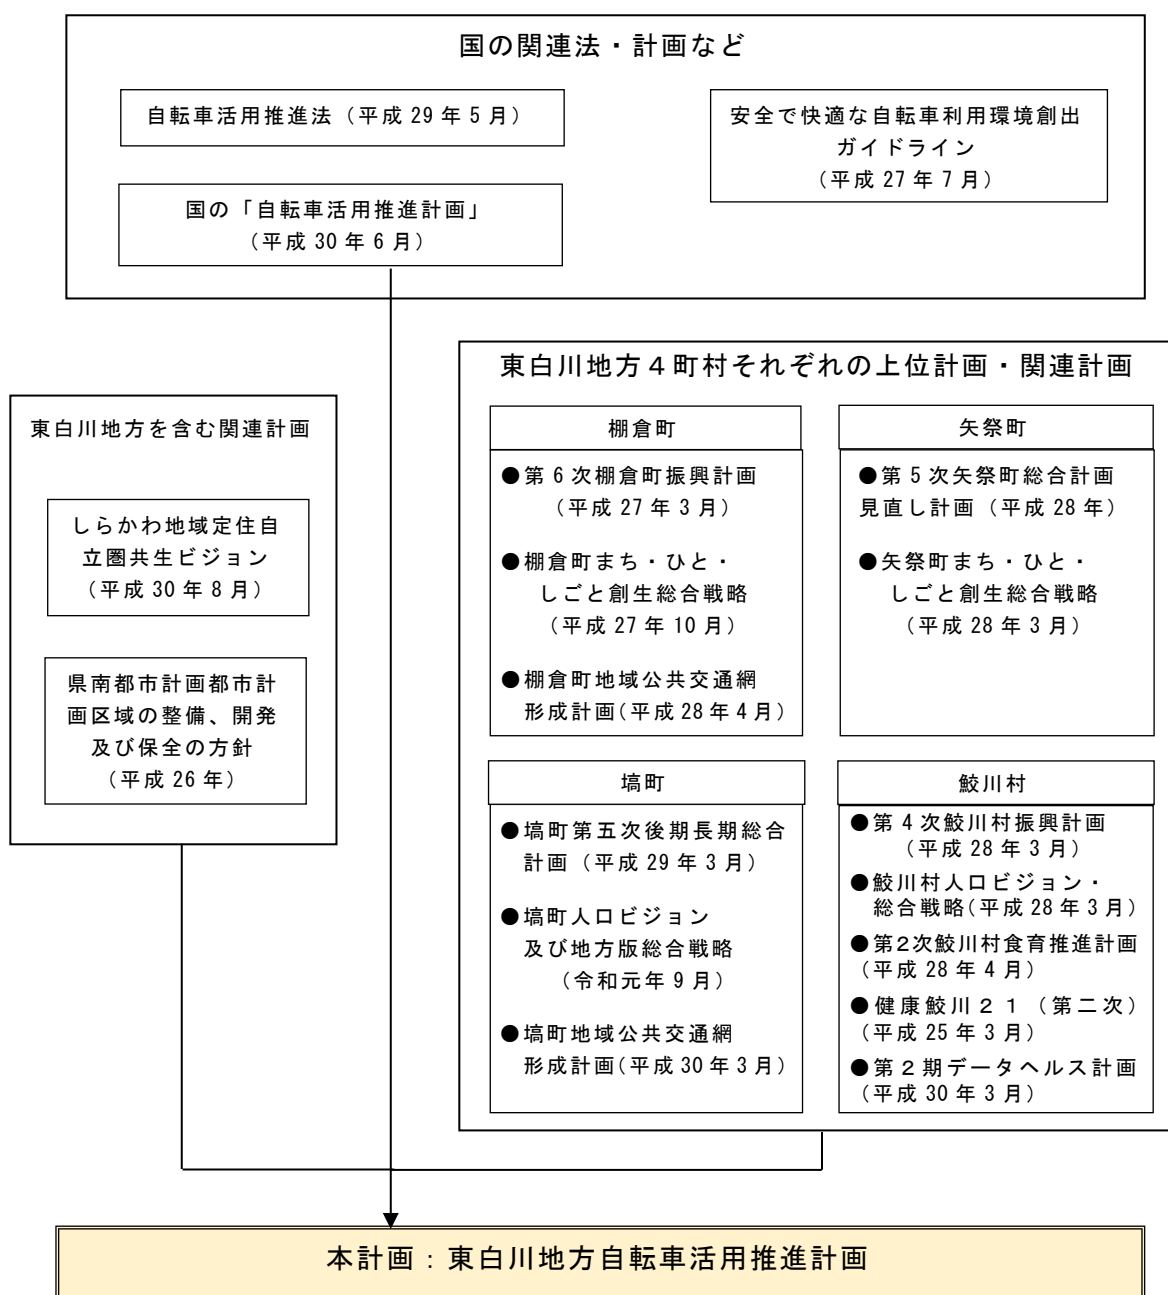 国の関連法・計画など
自転車活用推進法（平成29年5月）
安全で快適な自転車利用環境創出
ガイドライン
（平成27年7月）
国の「自転車活用推進計画」
（平成30年6月）
東白川地方を含む関連計画
しらかわ地域定住自
立圏共生ビジョン
（平成30年8月）
県南都市計画都市計
画区域の整備、開発
及び保全の方針
（平成26年）
東白川地方４町村それぞれの上位計画・関連計画
棚倉町
●第6次棚倉町振興計画
（平成27年3月）
●棚倉町まち・ひと・
しごと創生総合戦略
（平成27年10月）
●棚倉町地域公共交通網
形成計画(平成28年4月)
矢祭町
●第5次矢祭町総合計画
見直し計画（平成28年）
●矢祭町まち・ひと・
しごと創生総合戦略
（平成28年3月）
塙町
●塙町第五次後期長期総合
計画（平成29年3月）
●塙町人口ビジョン
及び地方版総合戦略
（令和元年9月）
●塙町地域公共交通網
形成計画(平成30年3月)
鮫川村
●第4次鮫川村振興計画
（平成28年3月）
●鮫川村人口ビジョン・
総合戦略(平成28年3月)
●第2次鮫川村食育推進計画
（平成28年4月）
●健康鮫川２１（第二次）
（平成25年3月）
●第２期データヘルス計画
（平成30年3月）
本計画：東白川地方自転車活用推進計画